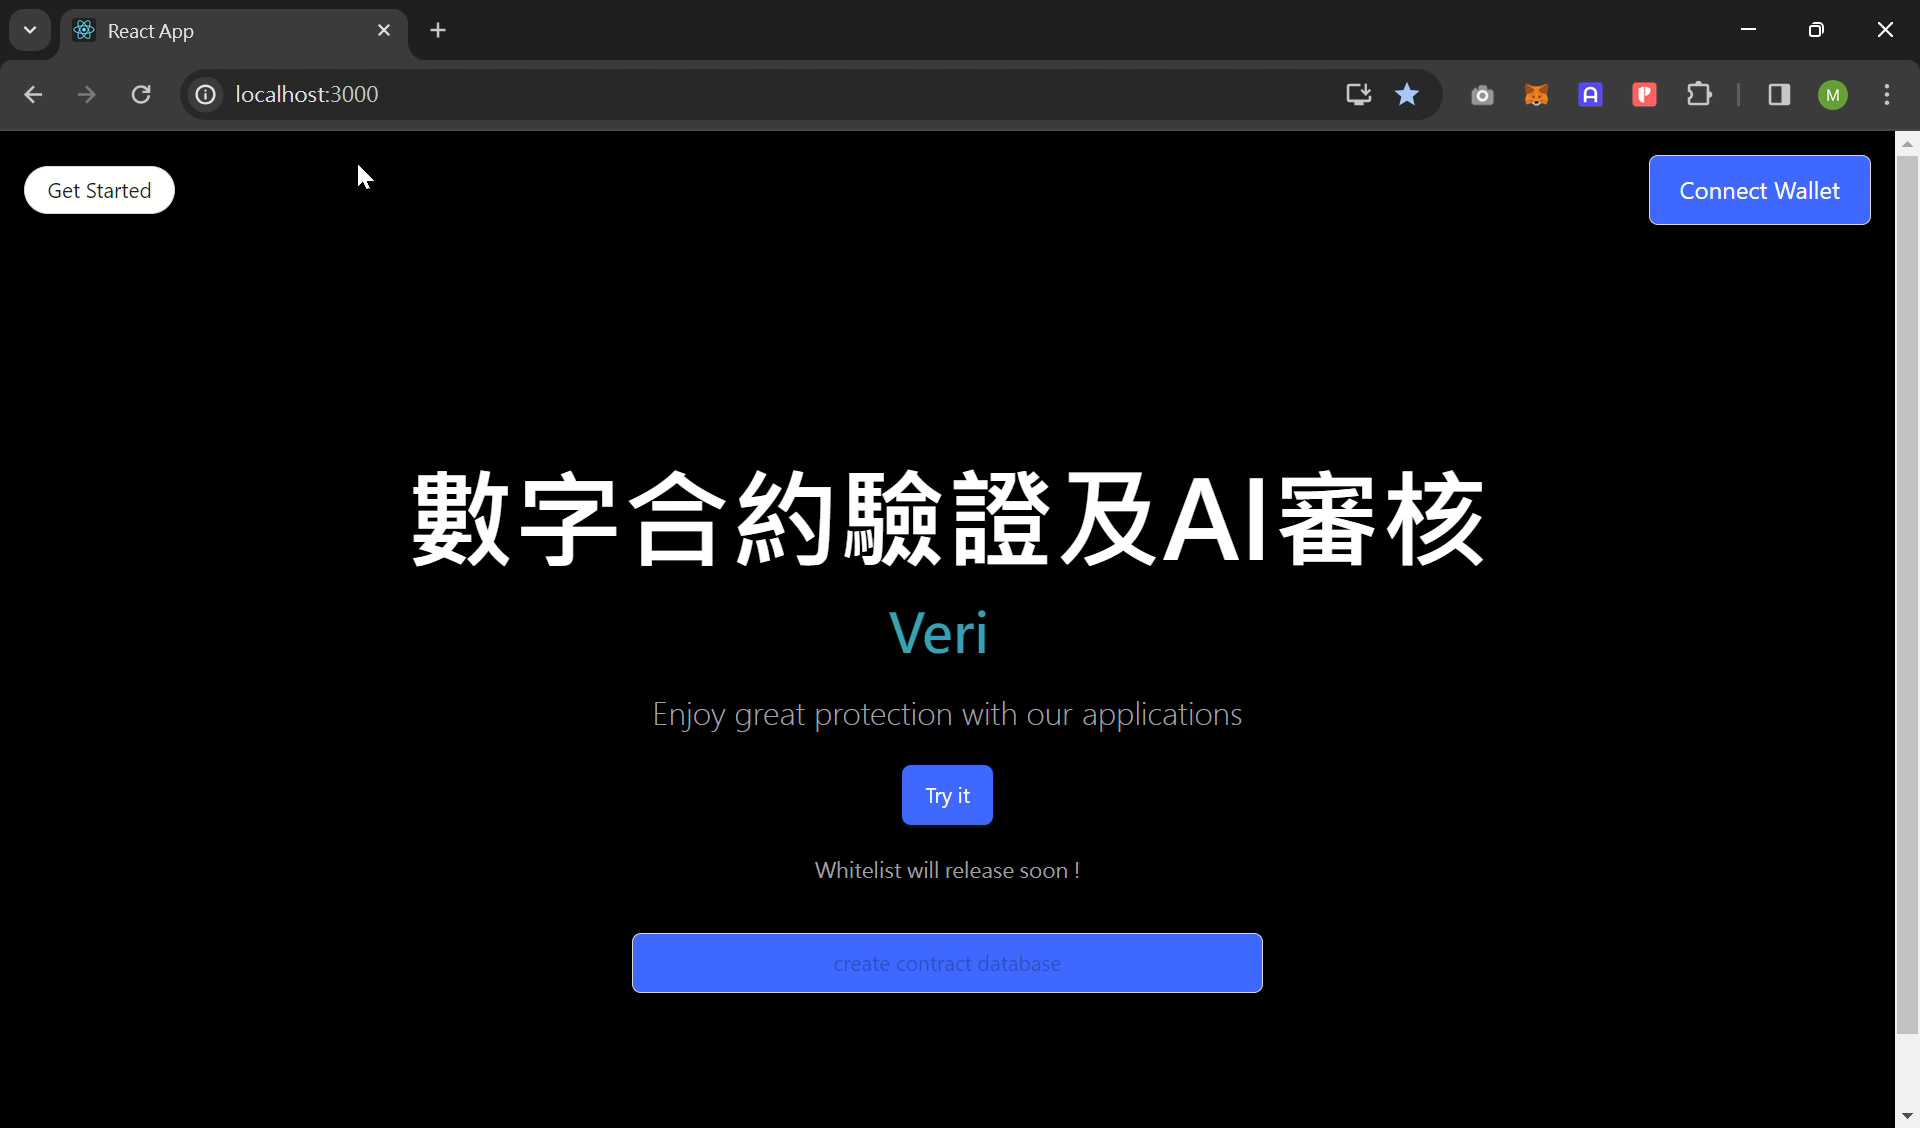 React App
localhost:3000
M
Get Started
Connect Wallet
數字合約驗證及AI審核
Veri
Enjoy great protection with our applications
Try it
Whitelist will release soon !
create contract database